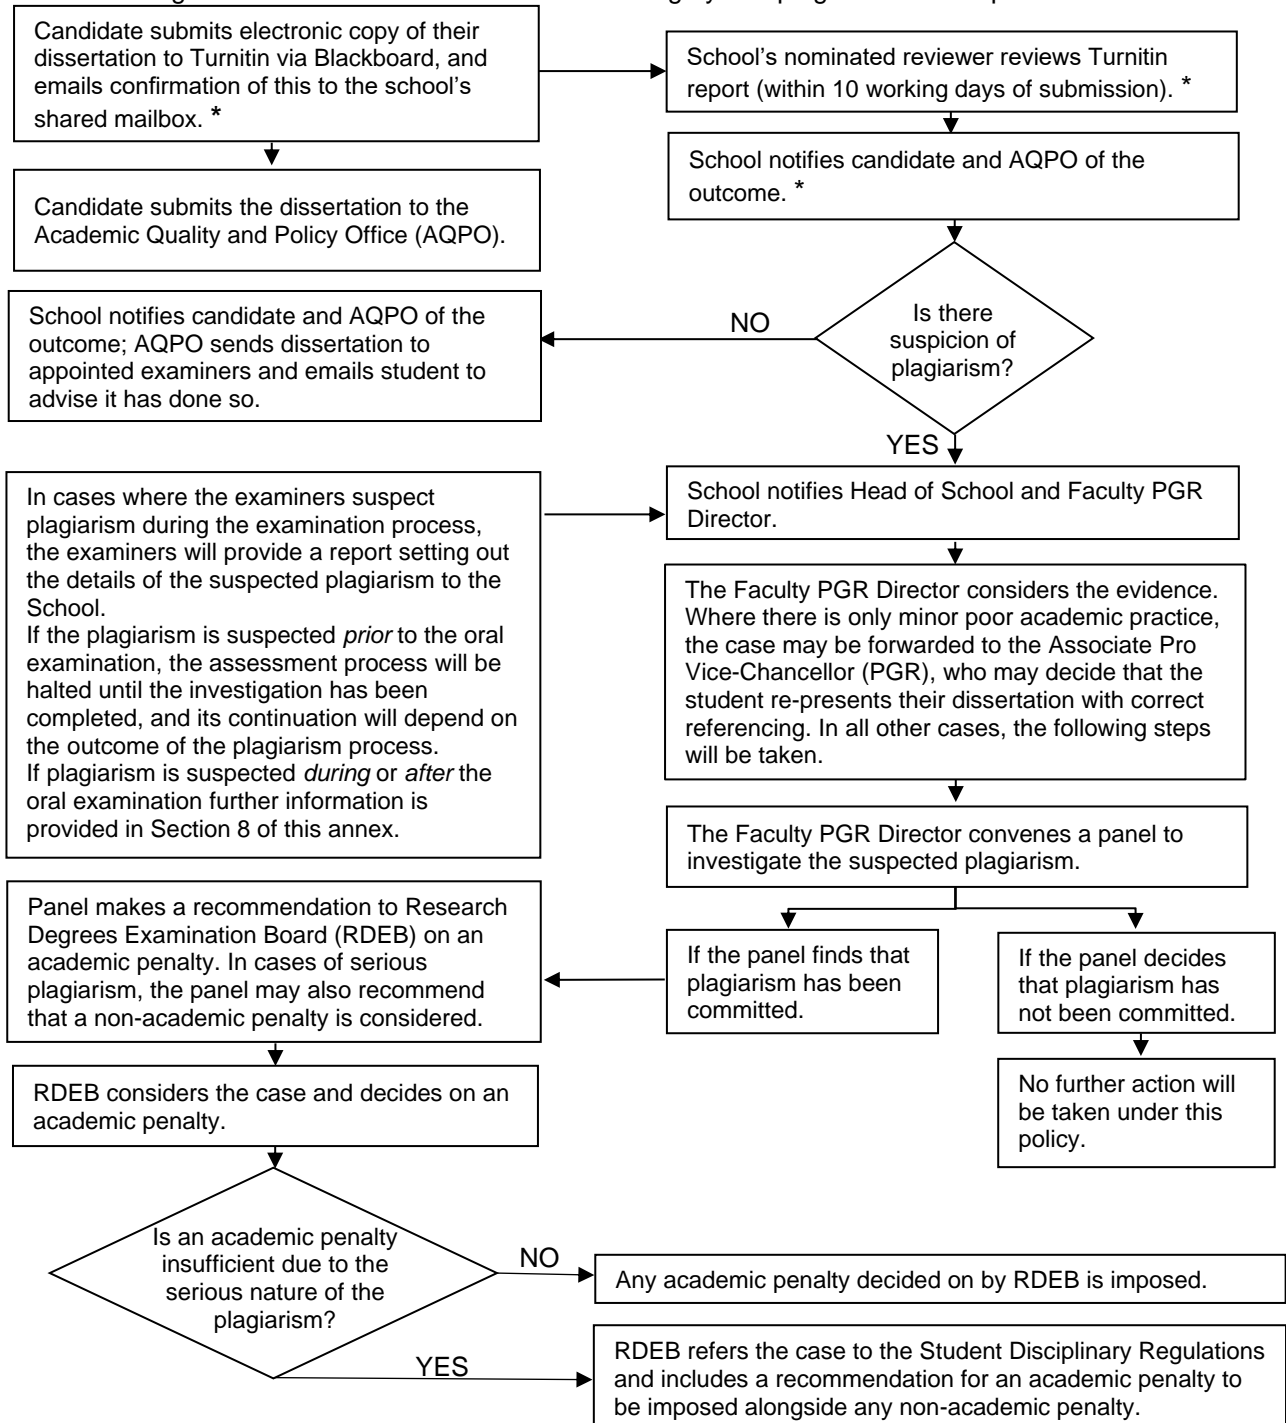 Candidate submits electronic copy of their
dissertation to Turnitin via Blackboard, and
emails confirmation of this to the school’s
shared mailbox. *
School’s nominated reviewer reviews Turnitin
report (within 10 working days of submission). *
Candidate submits the dissertation to the
Academic Quality and Policy Office (AQPO).
School notifies candidate and AQPO of the
outcome. *
Is there
suspicion of
plagiarism?
NO
School notifies candidate and AQPO of the
outcome; AQPO sends dissertation to
appointed examiners and emails student to
advise it has done so.
YES
School notifies Head of School and Faculty PGR
Director.
In cases where the examiners suspect
plagiarism during the examination process,
the examiners will provide a report setting out
the details of the suspected plagiarism to the
School.
If the plagiarism is suspected prior to the oral
examination, the assessment process will be
halted until the investigation has been
completed, and its continuation will depend on
the outcome of the plagiarism process.
If plagiarism is suspected during or after the
oral examination further information is
provided in Section 8 of this annex.
The Faculty PGR Director considers the evidence.
Where there is only minor poor academic practice,
the case may be forwarded to the Associate Pro
Vice-Chancellor (PGR), who may decide that the
student re-presents their dissertation with correct
referencing. In all other cases, the following steps
will be taken.
The Faculty PGR Director convenes a panel to
investigate the suspected plagiarism.
If the panel finds that
plagiarism has been
committed.
If the panel decides
that plagiarism has
not been committed.
No further action will
be taken under this
policy.
Panel makes a recommendation to Research
Degrees Examination Board (RDEB) on an
academic penalty. In cases of serious
plagiarism, the panel may also recommend
that a non-academic penalty is considered.
RDEB considers the case and decides on an
academic penalty.
Is an academic penalty
insufficient due to the
serious nature of the
plagiarism?
NO
Any academic penalty decided on by RDEB is imposed.
YES
RDEB refers the case to the Student Disciplinary Regulations
and includes a recommendation for an academic penalty to
be imposed alongside any non-academic penalty.